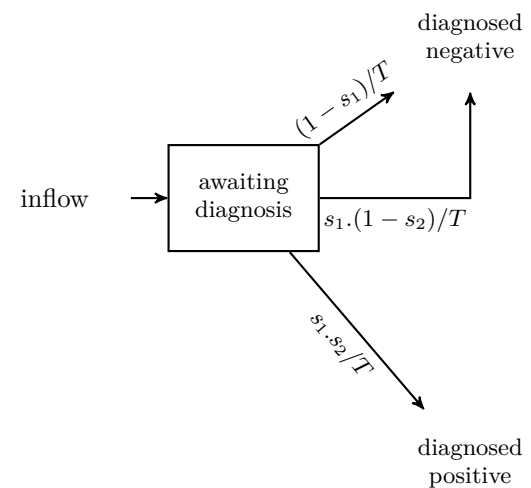 diagnosed
negative
(1 − s₁)/T
awaiting
diagnosis
inflow
s₁.(1 − s₂)/T
s₁.s₂/T
diagnosed
positive